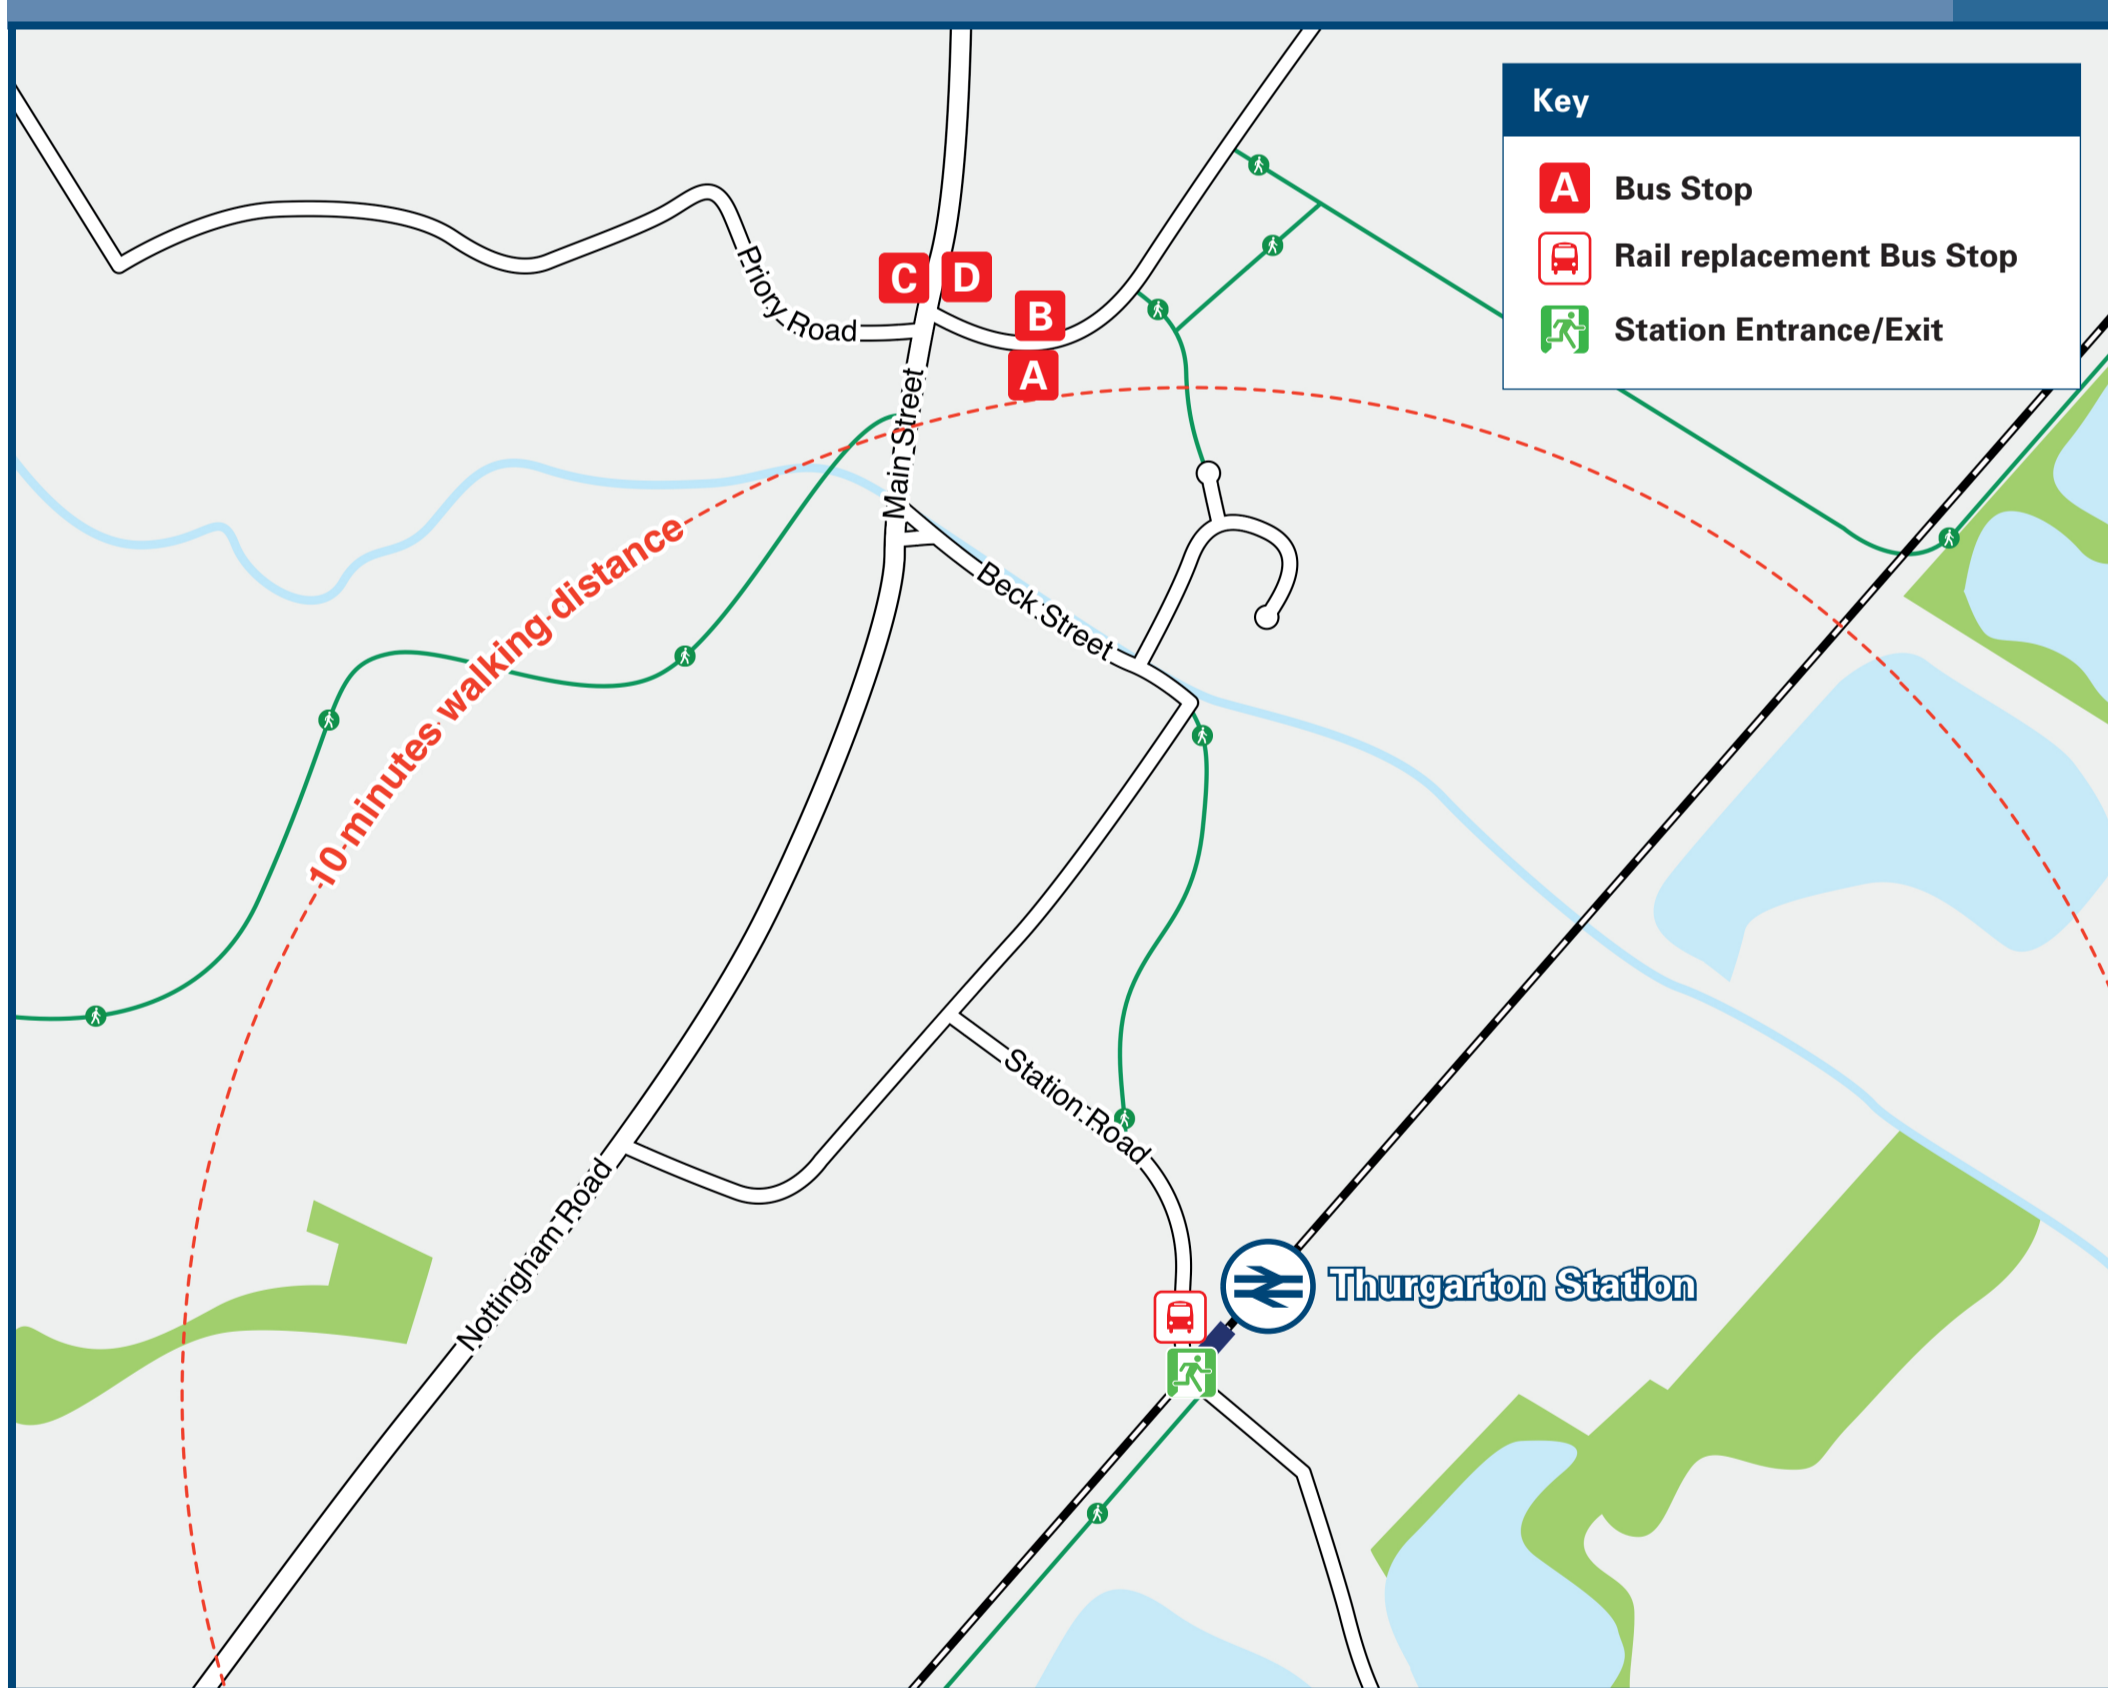 Key
A Bus Stop
Rail replacement Bus Stop
Station Entrance/Exit
Priory Road
C D
B
A
Main Street
10 minutes walking distance
Beck Street
Station Road
Nottingham Road
Thurgarton Station